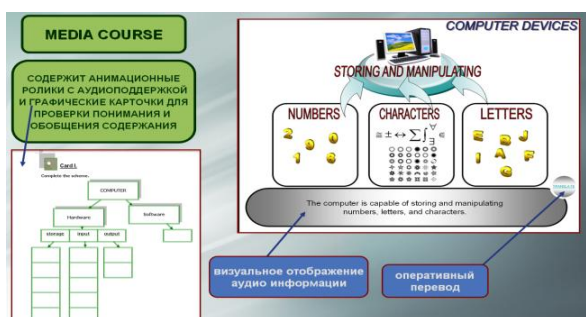 MEDIA COURSE
СОДЕРЖИТ АНИМАЦИОННЫЕ
РОЛИКИ С АУДИОПОДДЕРЖКОЙ
И ГРАФИЧЕСКИЕ КАРТОЧКИ ДЛЯ
ПРОВЕРКИ ПОНИМАНИЯ И
ОБОБЩЕНИЯ СОДЕРЖАНИЯ
Card I.
Complete the scheme.
COMPUTER
Hardware
Software
storage
input
output
COMPUTER DEVICES
STORING AND MANIPULATING
NUMBERS
CHARACTERS
LETTERS
The computer is capable of storing and manipulating
numbers, letters, and characters.
визуальное отображение
аудио информации
оперативный
перевод